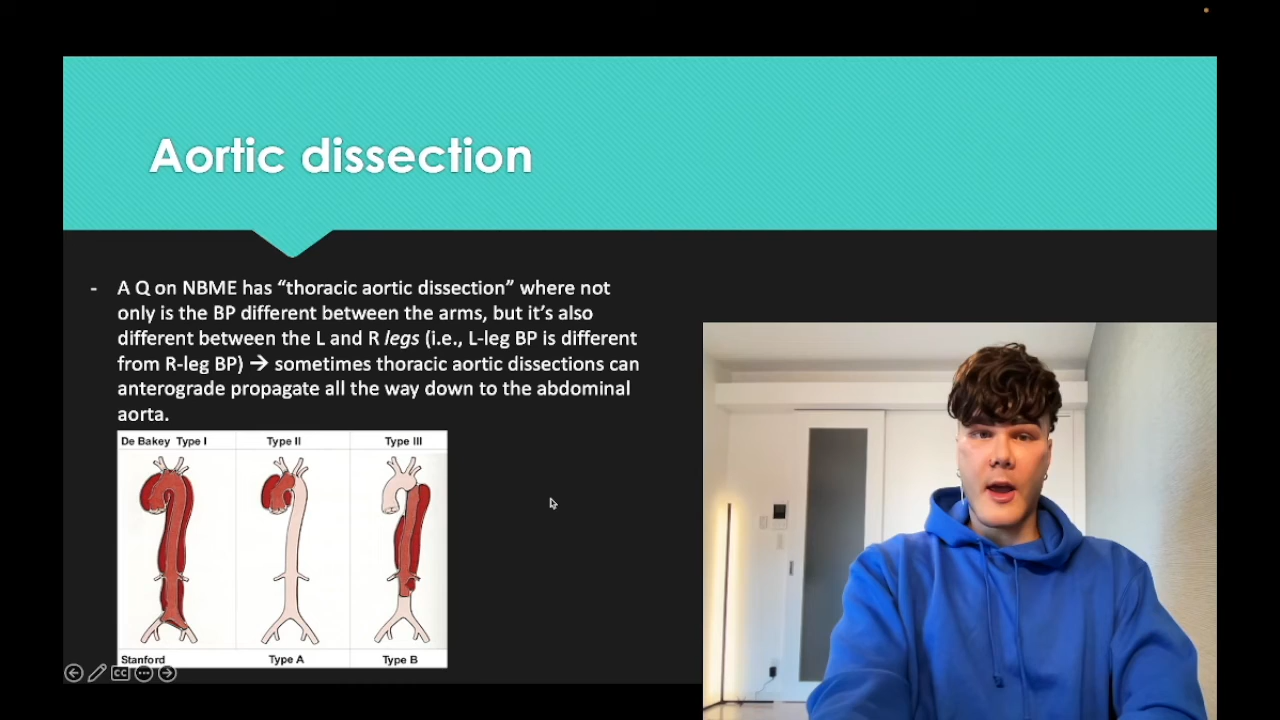 Aortic dissection
- A Q on NBME has “thoracic aortic dissection” where not
only is the BP different between the arms, but it’s also
different between the L and R legs (i.e., L-leg BP is different
from R-leg BP) → sometimes thoracic aortic dissections can
anterograde propagate all the way down to the abdominal
aorta.
De Bakey Type I Type II Type III
Stanford Type A Type B
CC